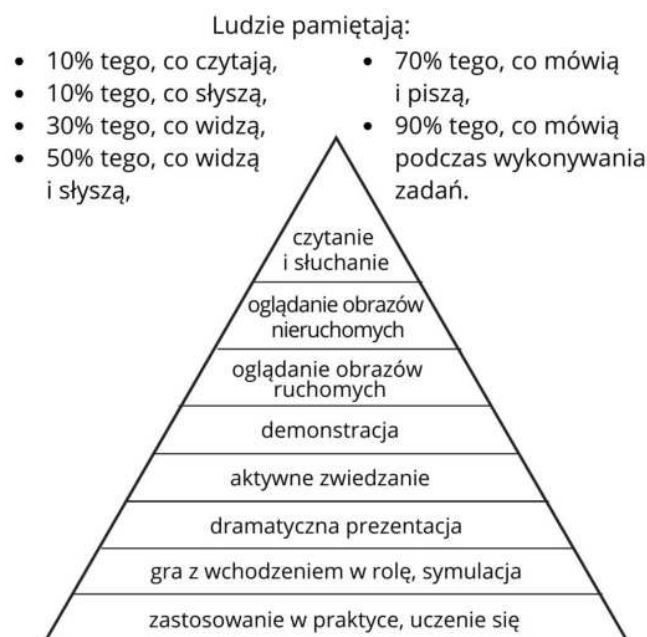 Ludzie pamiętają:
• 10% tego, co czytają,
• 10% tego, co słyszą,
• 30% tego, co widzą,
• 50% tego, co widzą
i słyszą,
• 70% tego, co mówią
i piszą,
• 90% tego, co mówią
podczas wykonywania
zadań.
czytanie
i słuchanie
oglądanie obrazów
nieruchomych
oglądanie obrazów
ruchomych
demonstracja
aktywne zwiedzanie
dramatyczna prezentacja
gra z wchodzeniem w rolę, symulacja
zastosowanie w praktyce, uczenie się